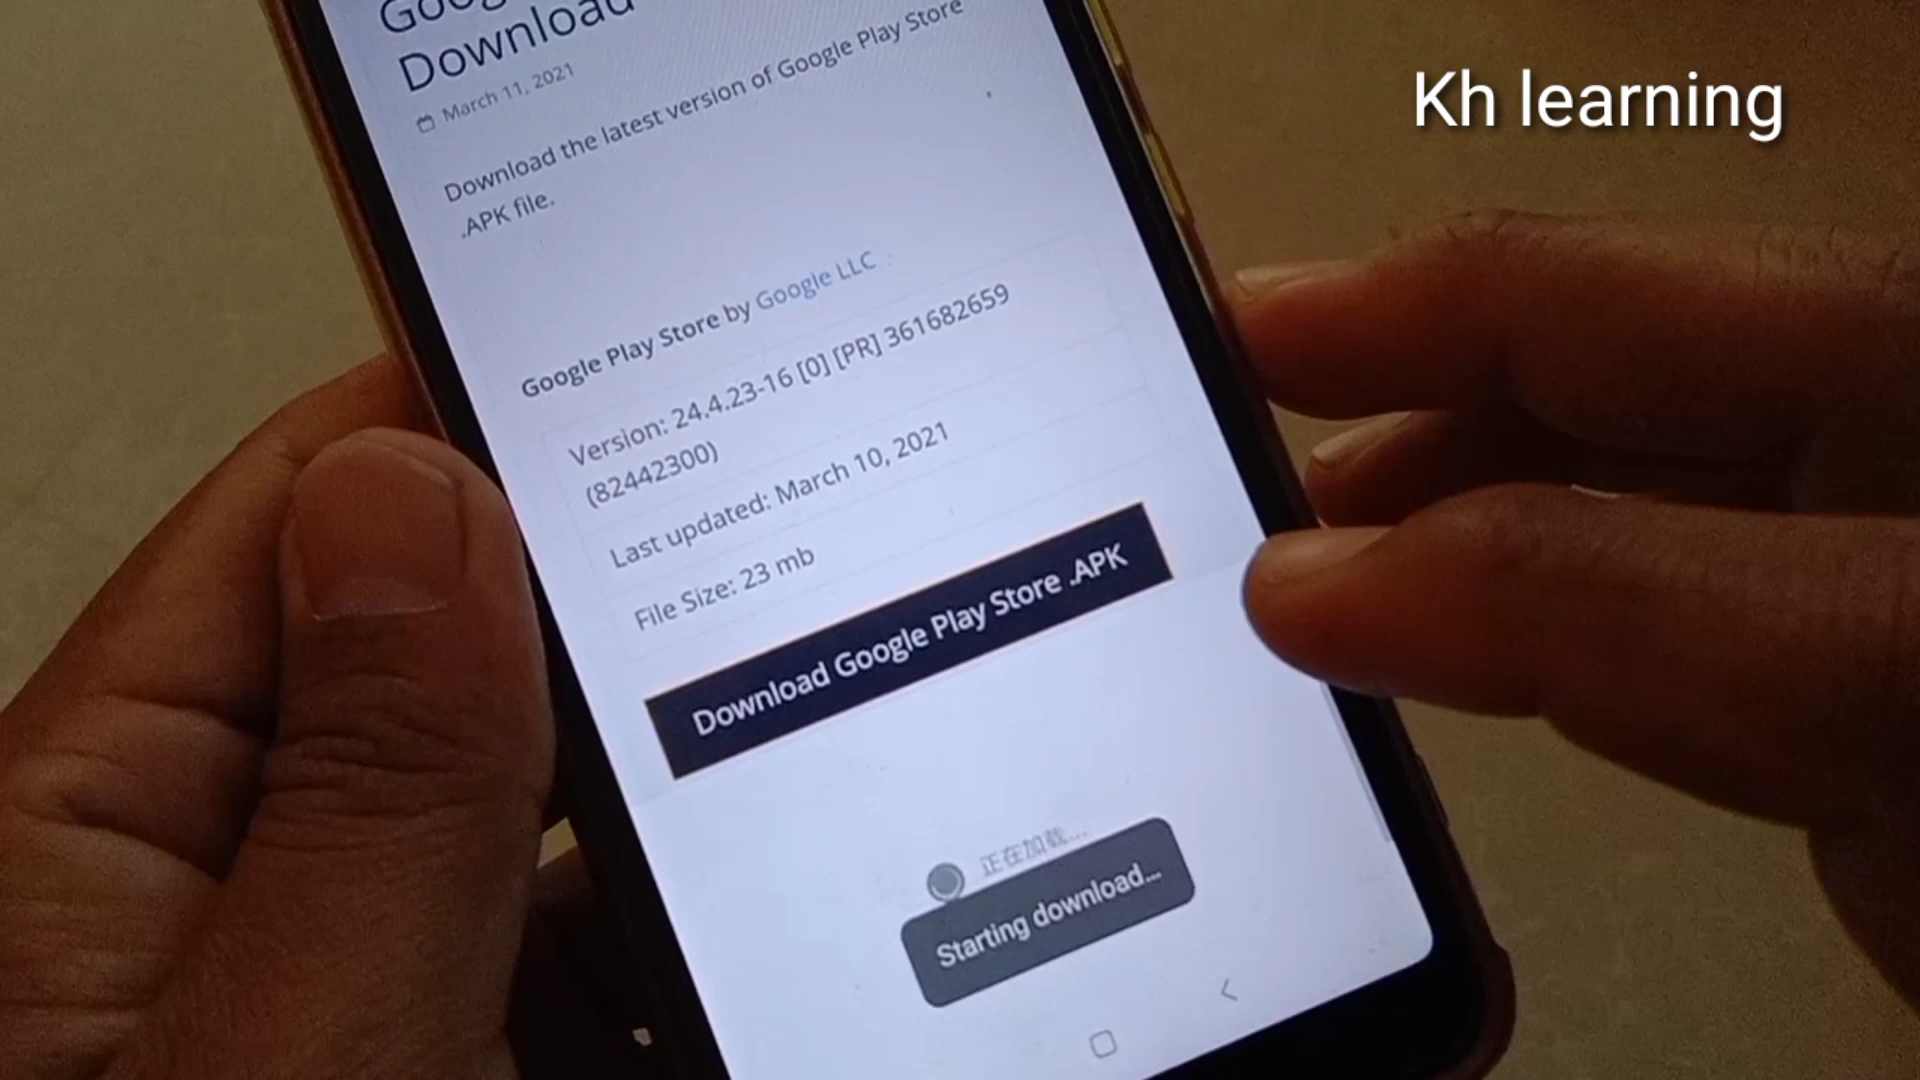 Kh learning
Download
March 11, 2021
Download the latest version of Google Play Store
.APK file.
Google Play Store by Google LLC
Version: 24.4.23-16 [0] [PR] 361682659
(82442300)
Last updated: March 10, 2021
File Size: 23 mb
Download Google Play Store .APK
正在加载...
Starting download...